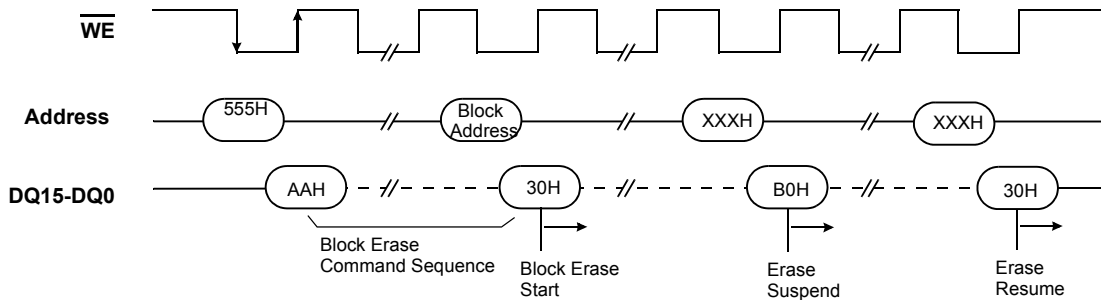 WE
Address
555H
Block
Address
XXXH
XXXH
DQ15-DQ0
AAH
30H
B0H
30H
Block Erase
Command Sequence
Block Erase
Start
Erase
Suspend
Erase
Resume